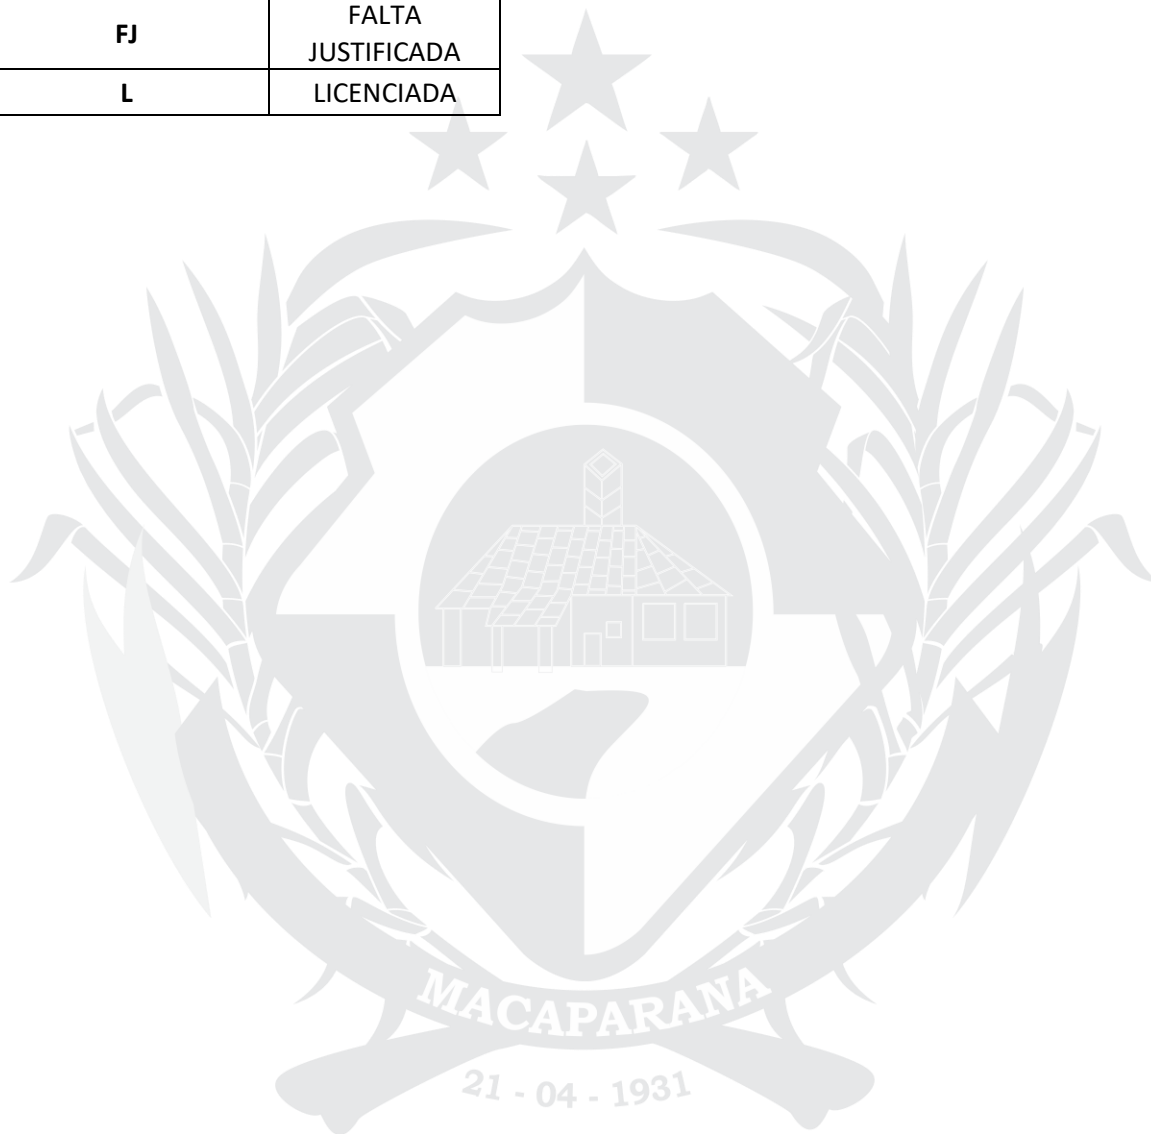 FJ
FALTA
JUSTIFICADA
L
LICENCIADA
MACAPARANA
21 - 04 - 1931